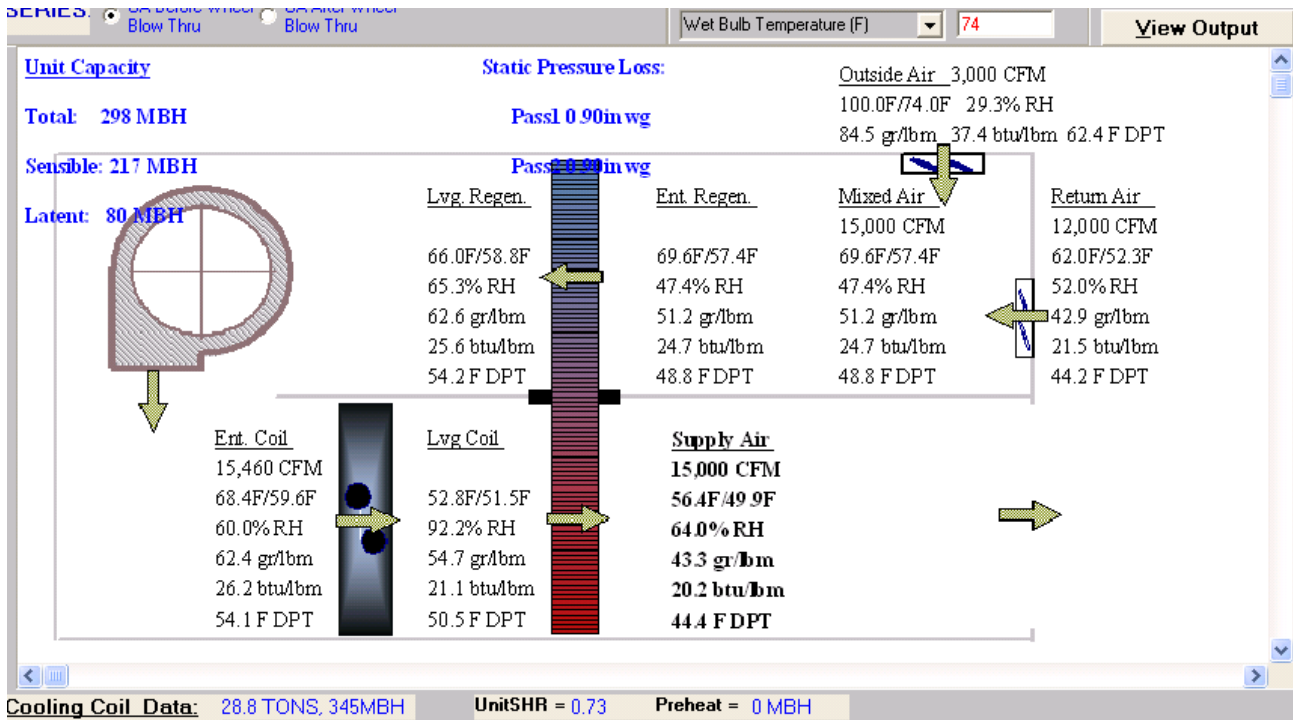 SERIES:
OA Before Wheel
Blow Thru
OA After Wheel
Blow Thru
Wet Bulb Temperature (F)
74
View Output
Unit Capacity
Total: 298 MBH
Sensible: 217 MBH
Latent: 80 MBH
Static Pressure Loss:
Pass1 0.90in wg
Pass2 0.90in wg
Outside Air 3,000 CFM
100.0F/74.0F 29.3% RH
84.5 gr/lbm 37.4 btu/lbm 62.4 F DPT
Lvg. Regen.
66.0F/58.8F
65.3% RH
62.6 gr/lbm
25.6 btu/lbm
54.2 F DPT
Ent. Regen.
69.6F/57.4F
47.4% RH
51.2 gr/lbm
24.7 btu/lbm
48.8 F DPT
Mixed Air
15,000 CFM
69.6F/57.4F
47.4% RH
51.2 gr/lbm
24.7 btu/lbm
48.8 F DPT
Return Air
12,000 CFM
62.0F/52.3F
52.0% RH
42.9 gr/lbm
21.5 btu/lbm
44.2 F DPT
Ent. Coil
15,460 CFM
68.4F/59.6F
60.0% RH
62.4 gr/lbm
26.2 btu/lbm
54.1 F DPT
Lvg Coil
52.8F/51.5F
92.2% RH
54.7 gr/lbm
21.1 btu/lbm
50.5 F DPT
Supply Air
15,000 CFM
56.4F/49.9F
64.0% RH
43.3 gr/lbm
20.2 btu/lbm
44.4 F DPT
Cooling Coil Data: 28.8 TONS, 345MBH
UnitSHR = 0.73
Preheat = 0 MBH